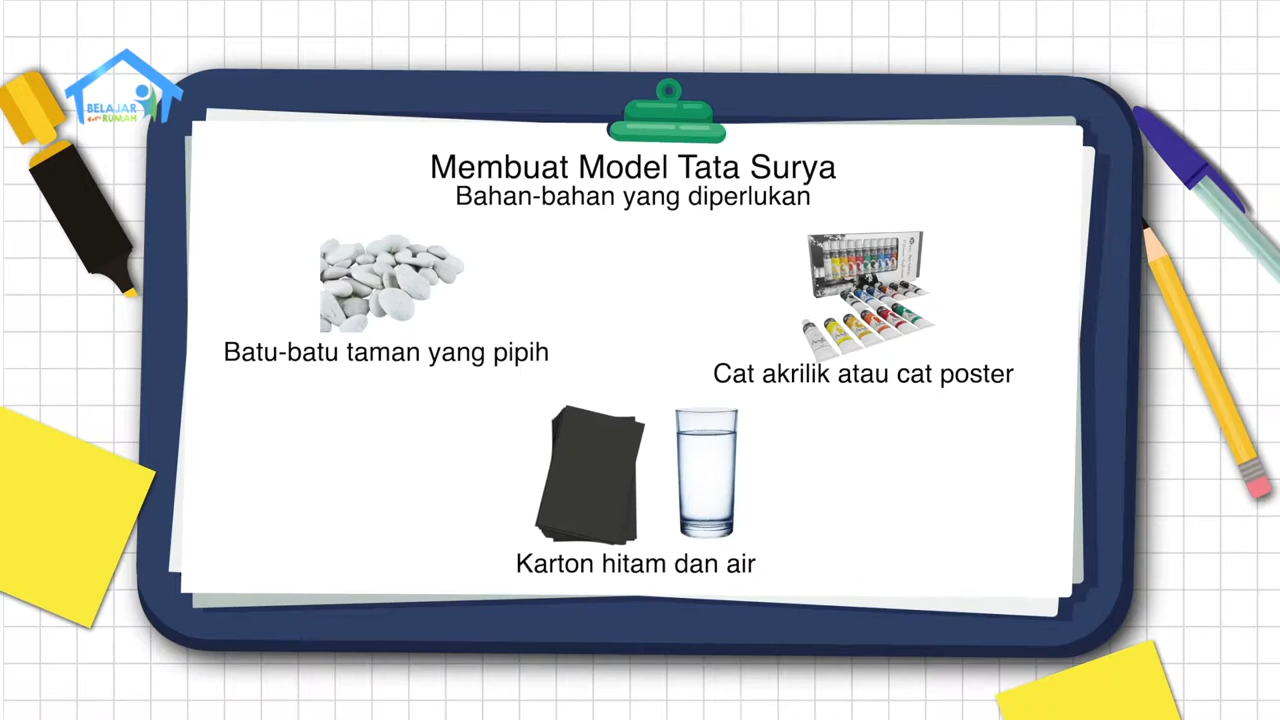 BELAJAR
dari RUMAH
Membuat Model Tata Surya
Bahan-bahan yang diperlukan
Batu-batu taman yang pipih
Cat akrilik atau cat poster
Karton hitam dan air